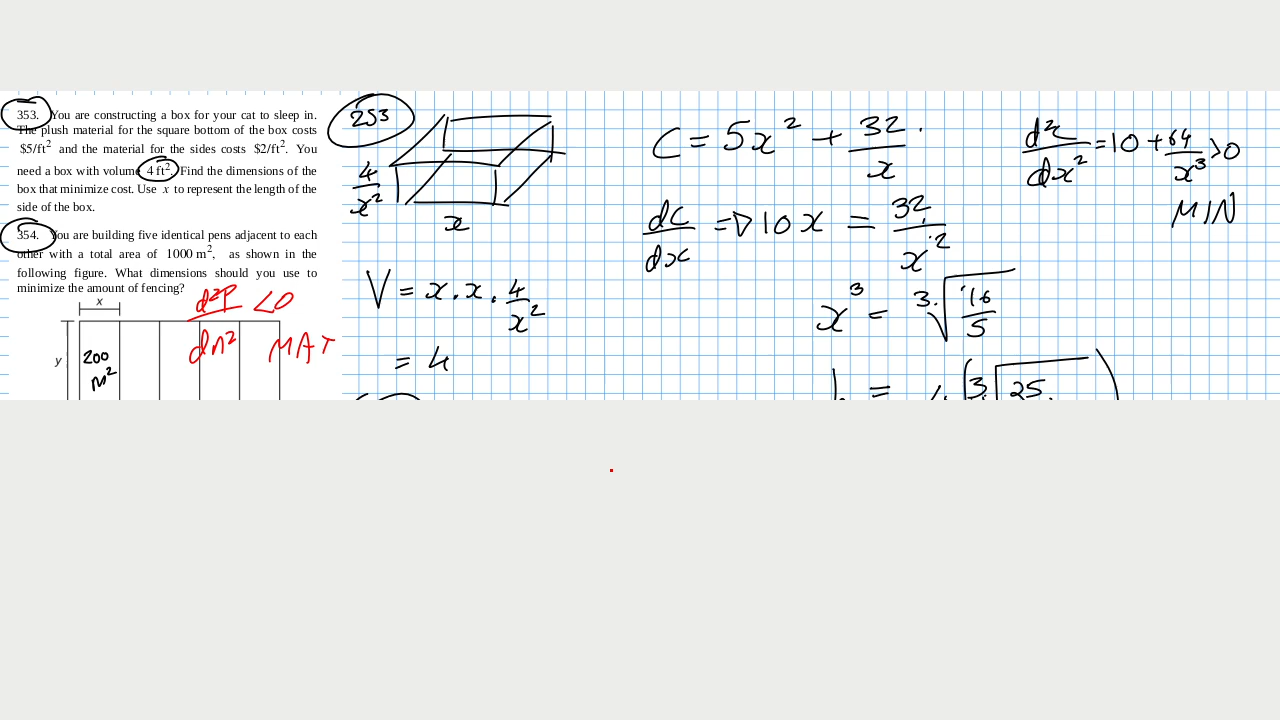 353. You are constructing a box for your cat to sleep in.
The plush material for the square bottom of the box costs
$5/ft² and the material for the sides costs $2/ft². You
need a box with volume 4 ft². Find the dimensions of the
box that minimize cost. Use x to represent the length of the
side of the box.
354. You are building five identical pens adjacent to each
other with a total area of 1000 m², as shown in the
following figure. What dimensions should you use to
minimize the amount of fencing?
x
d²P/dn² <0
MAX
y
200
m²
253
4/x²
x
V = x.x.4/x²
= 4
C = 5x² + 32/x
dc/dx => 10x = 32/x²
x³ = 3√16/5
= 3√25
d²c/dx² = 10 + 64/x³ >0
MIN